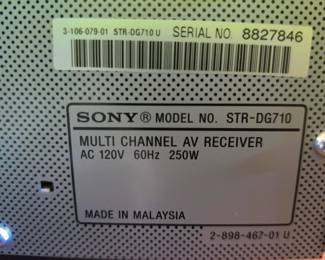 3-106-079-01 STR-DG710 U SERIAL NO. 8827846
SONY® MODEL NO. STR-DG710
MULTI CHANNEL AV RECEIVER
AC 120V 60Hz 250W
MADE IN MALAYSIA
2-898-467-01 U